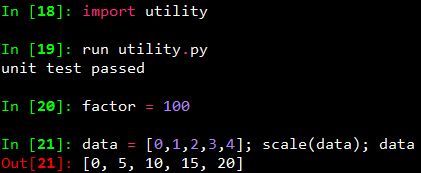 In [18]: import utility
In [19]: run utility.py
unit test passed
In [20]: factor = 100
In [21]: data = [0,1,2,3,4]; scale(data); data
Out[21]: [0, 5, 10, 15, 20]